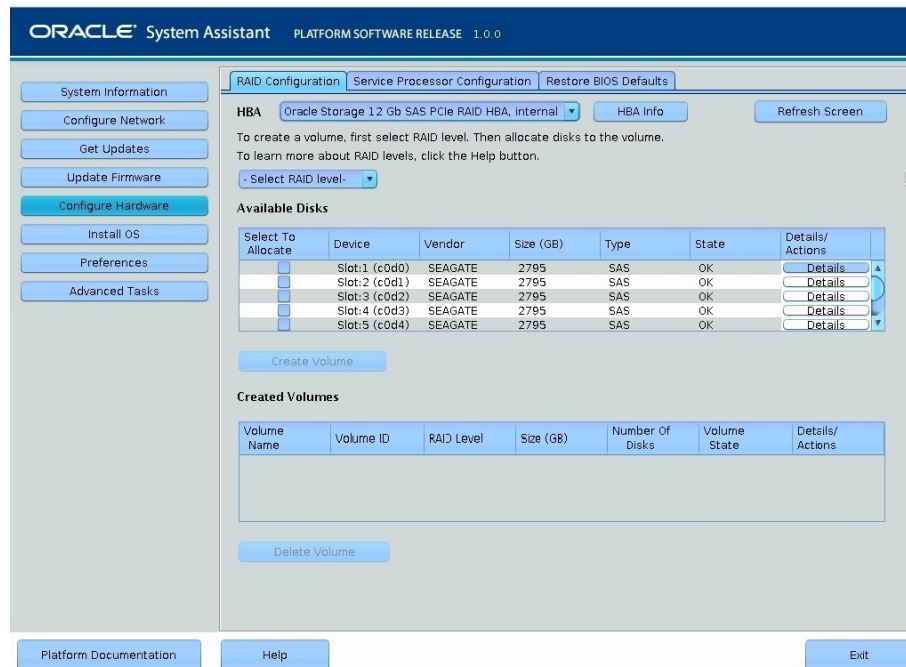 ORACLE® System Assistant PLATFORM SOFTWARE RELEASE 1.0.0
System Information
Configure Network
Get Updates
Update Firmware
Configure Hardware
Install OS
Preferences
Advanced Tasks
RAID Configuration Service Processor Configuration Restore BIOS Defaults
HBA Oracle Storage 12 Gb SAS PCIe RAID HBA, internal HBA Info Refresh Screen
To create a volume, first select RAID level. Then allocate disks to the volume.
To learn more about RAID levels, click the Help button.
- Select RAID level-
Available Disks
Select To Allocate Device Vendor Size (GB) Type State Details/ Actions
Slot:1 (c0d0) SEAGATE 2795 SAS OK Details
Slot:2 (c0d1) SEAGATE 2795 SAS OK Details
Slot:3 (c0d2) SEAGATE 2795 SAS OK Details
Slot:4 (c0d3) SEAGATE 2795 SAS OK Details
Slot:5 (c0d4) SEAGATE 2795 SAS OK Details
Create Volume
Created Volumes
Volume Name Volume ID RAID Level Size (GB) Number Of Disks Volume State Details/ Actions
Delete Volume
Platform Documentation Help Exit